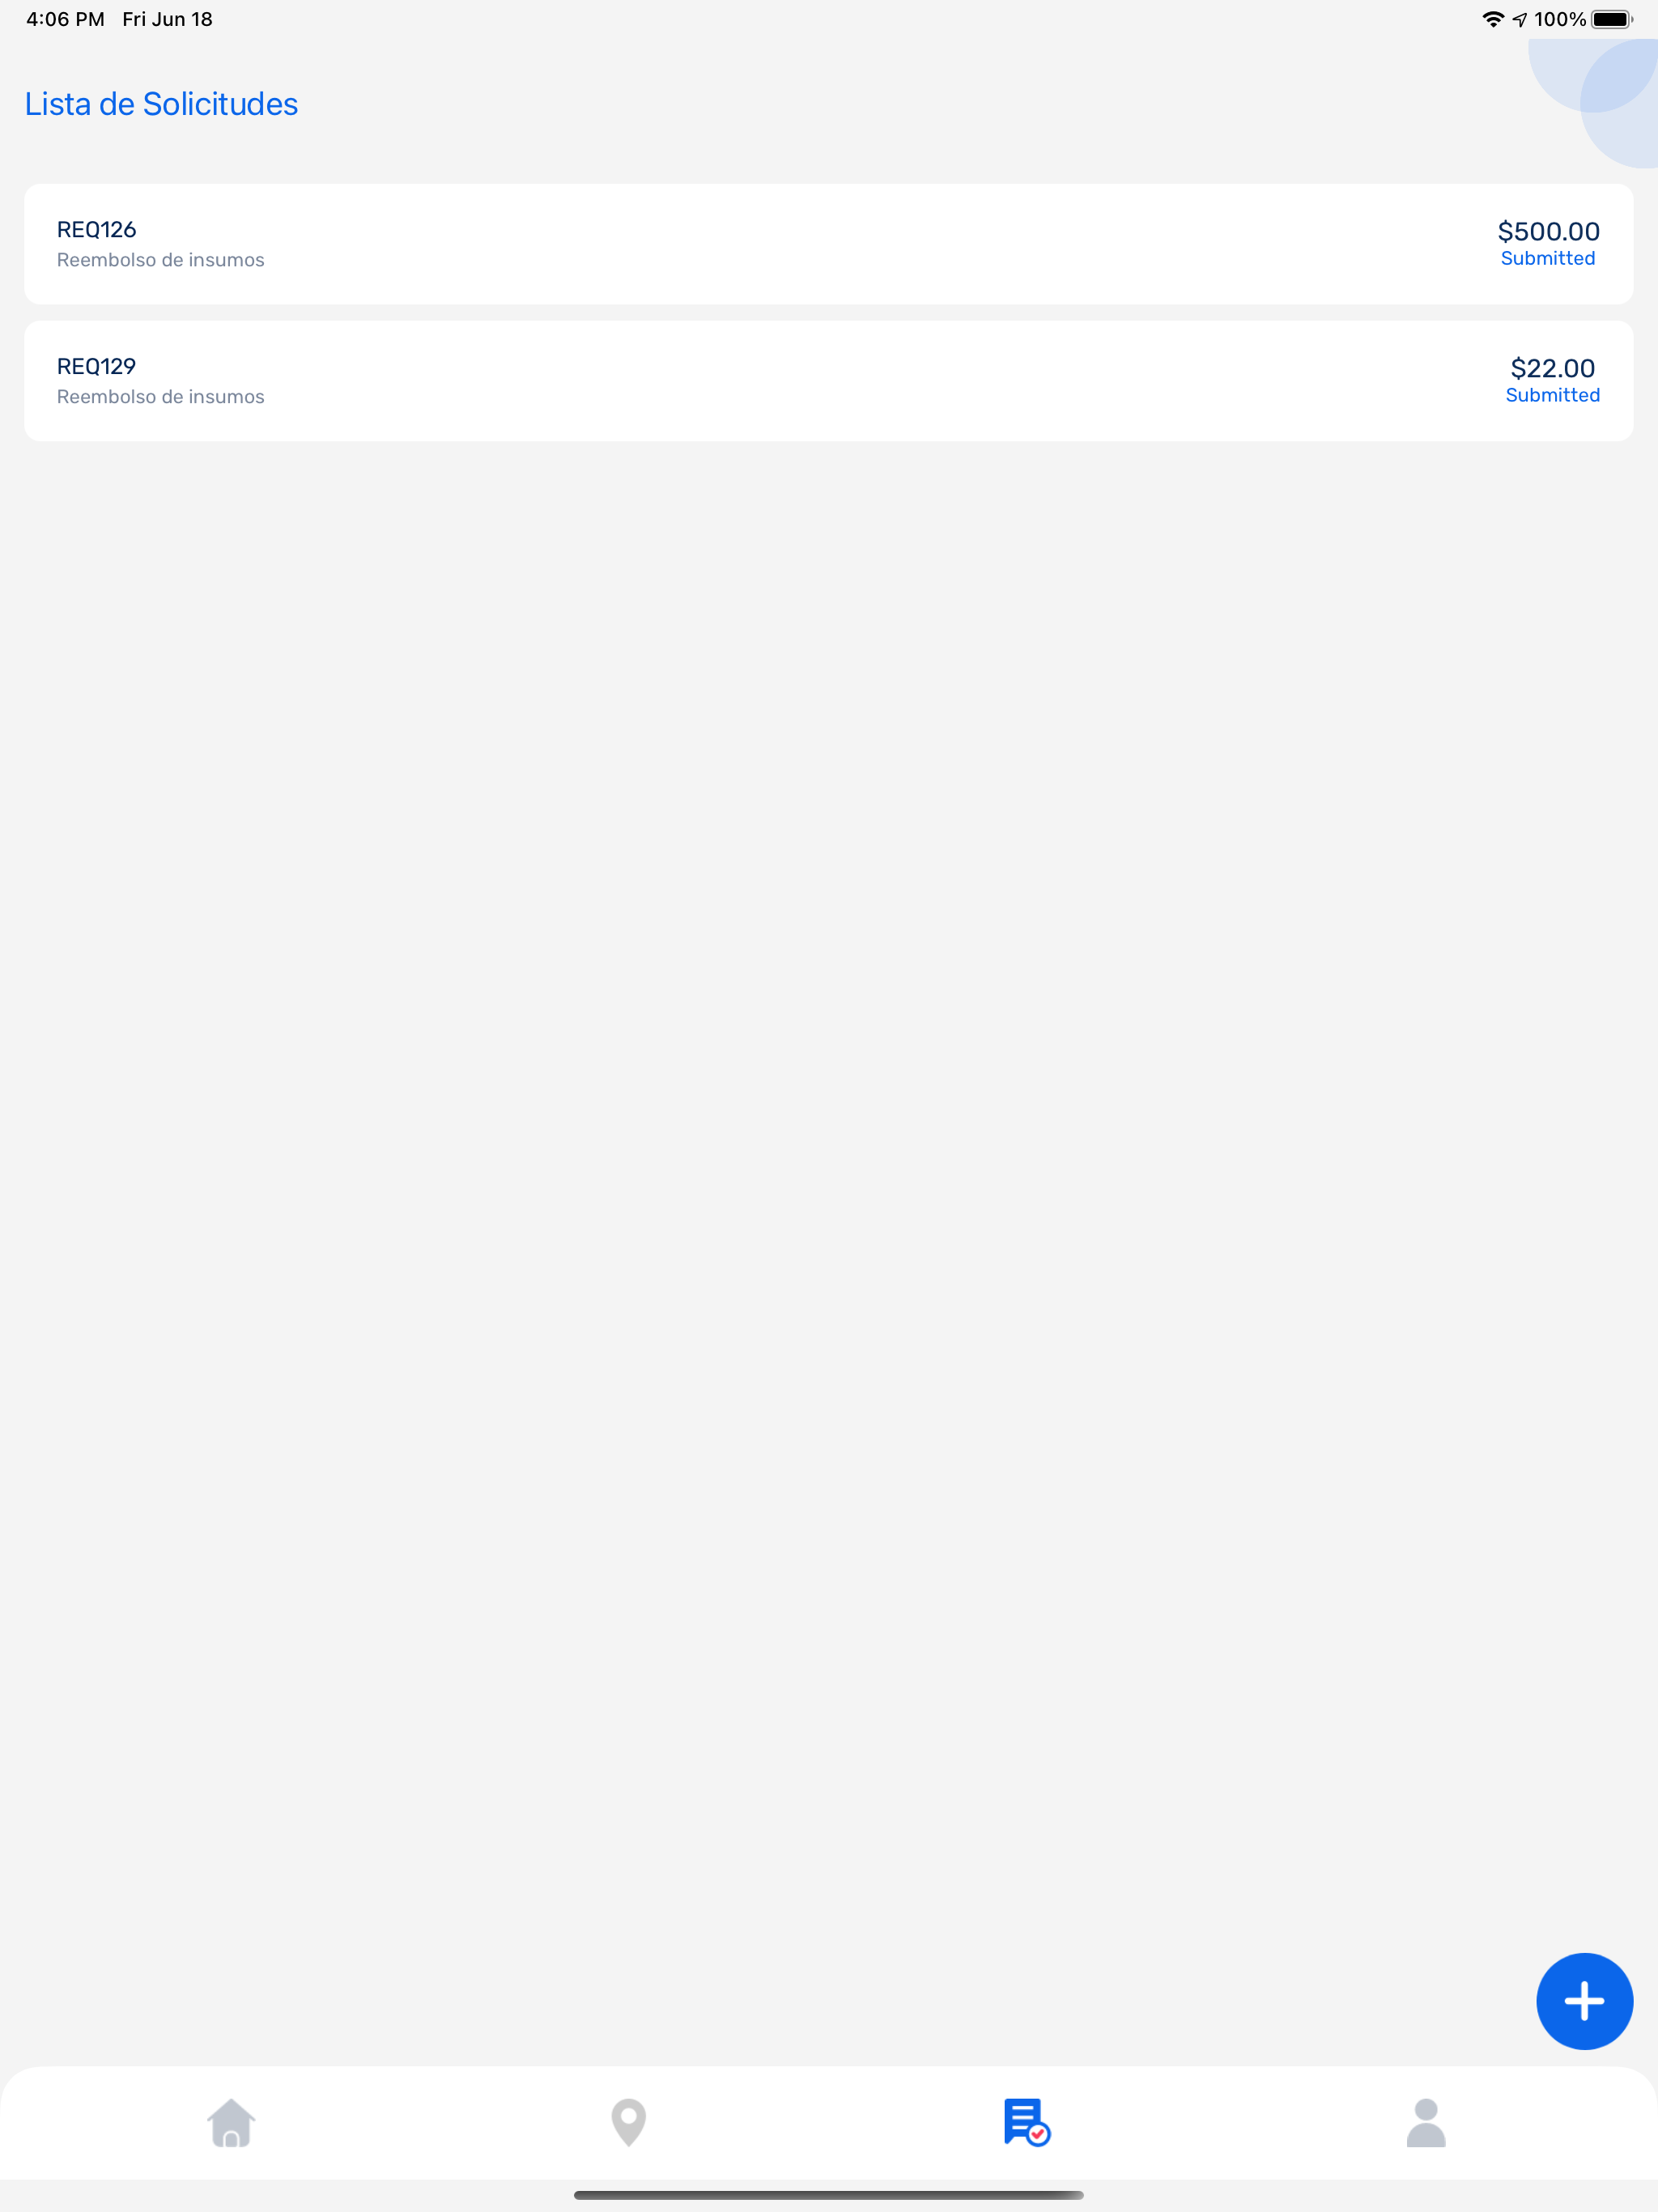 4:06 PM Fri Jun 18 100%
Lista de Solicitudes
REQ126
Reembolso de insumos
$500.00
Submitted
REQ129
Reembolso de insumos
$22.00
Submitted